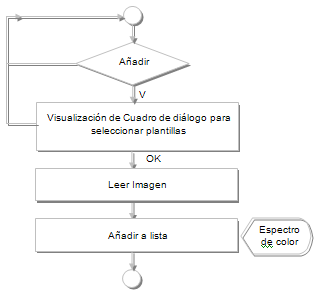 Añadir
V
Visualización de Cuadro de diálogo para
seleccionar plantillas
OK
Leer Imagen
Añadir a lista
Espectro
de color